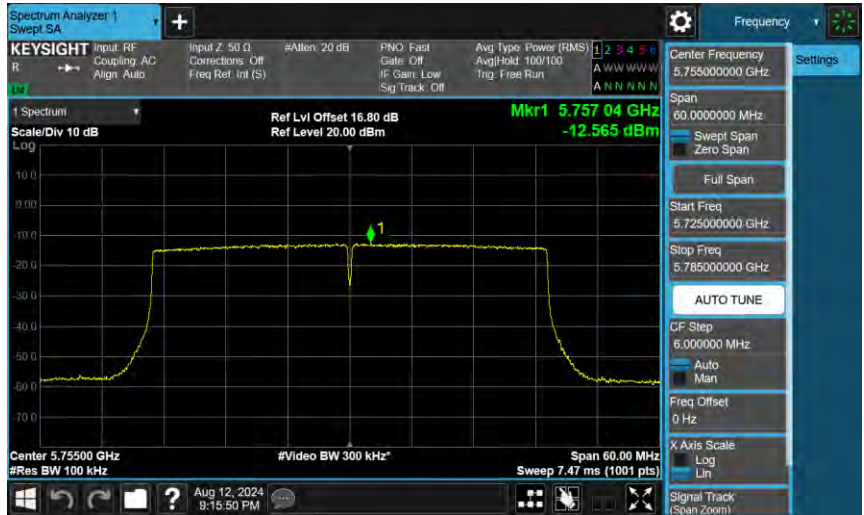 Spectrum Analyzer 1
Swept SA
Frequency
KEYSIGHT
R
Input: RF
Coupling: AC
Align: Auto
Input Z: 50 Ω
Corrections: Off
Freq Ref: Int (S)
#Atten: 20 dB
PNO: Fast
Gate: Off
IF Gain: Low
Sig Track: Off
Avg Type: Power (RMS)
Avg|Hold: 100/100
Trig: Free Run
1 2 3 4 5 6
A W W W W W
A N N N N N
1 Spectrum
Scale/Div 10 dB
Log
Ref Lvl Offset 16.80 dB
Ref Level 20.00 dBm
Mkr1 5.757 04 GHz
-12.565 dBm
10.0
0.00
-10.0
-20.0
-30.0
-40.0
-50.0
-60.0
-70.0
1
Center 5.75500 GHz
#Res BW 100 kHz
#Video BW 300 kHz*
Span 60.00 MHz
Sweep 7.47 ms (1001 pts)
Center Frequency
5.755000000 GHz
Settings
Span
60.0000000 MHz
Swept Span
Zero Span
Full Span
Start Freq
5.725000000 GHz
Stop Freq
5.785000000 GHz
AUTO TUNE
CF Step
6.000000 MHz
Auto
Man
Freq Offset
0 Hz
X Axis Scale
Log
Lin
Signal Track
(Span Zoom)
?
Aug 12, 2024
9:15:50 PM